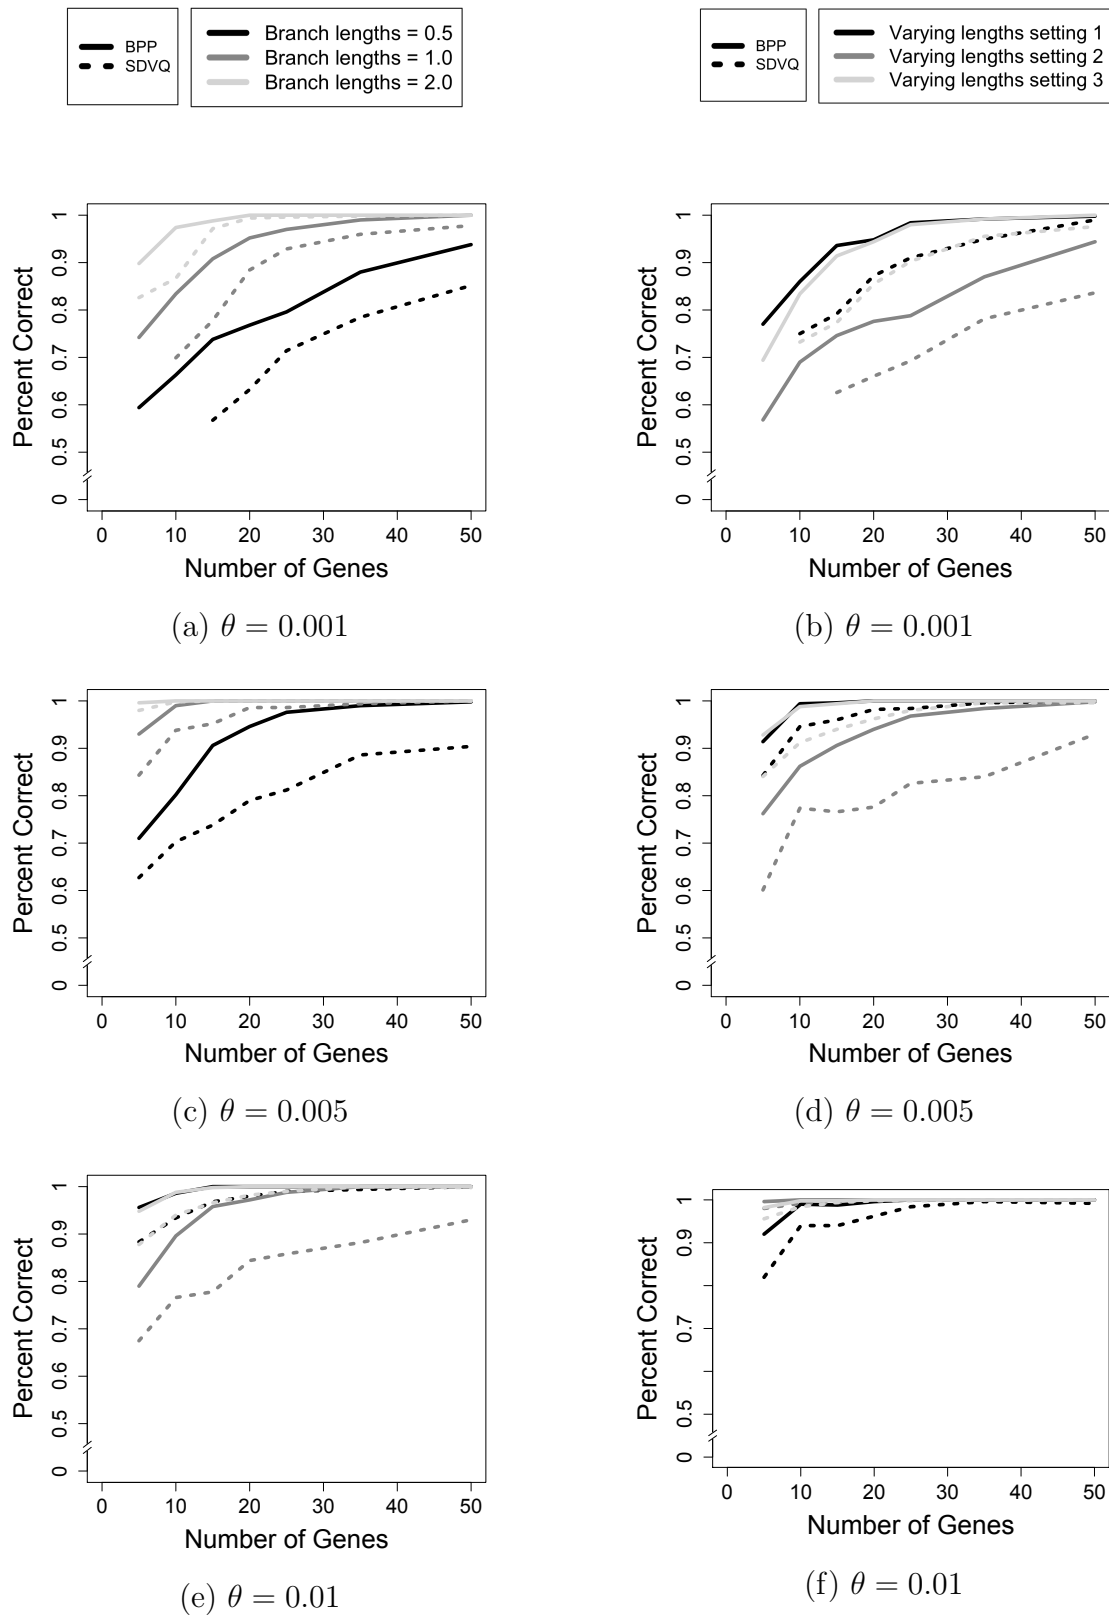 BPP
SDVQ
Branch lengths = 0.5
Branch lengths = 1.0
Branch lengths = 2.0
BPP
SDVQ
Varying lengths setting 1
Varying lengths setting 2
Varying lengths setting 3
Percent Correct
1
0.9
0.8
0.7
0.6
0.5
0
0 10 20 30 40 50
Number of Genes
(a) θ = 0.001
Percent Correct
1
0.9
0.8
0.7
0.6
0.5
0
0 10 20 30 40 50
Number of Genes
(b) θ = 0.001
Percent Correct
1
0.9
0.8
0.7
0.6
0.5
0
0 10 20 30 40 50
Number of Genes
(c) θ = 0.005
Percent Correct
1
0.9
0.8
0.7
0.6
0.5
0
0 10 20 30 40 50
Number of Genes
(d) θ = 0.005
Percent Correct
1
0.9
0.8
0.7
0.6
0.5
0
0 10 20 30 40 50
Number of Genes
(e) θ = 0.01
Percent Correct
1
0.9
0.7
0.5
0
0 10 20 30 40 50
Number of Genes
(f) θ = 0.01